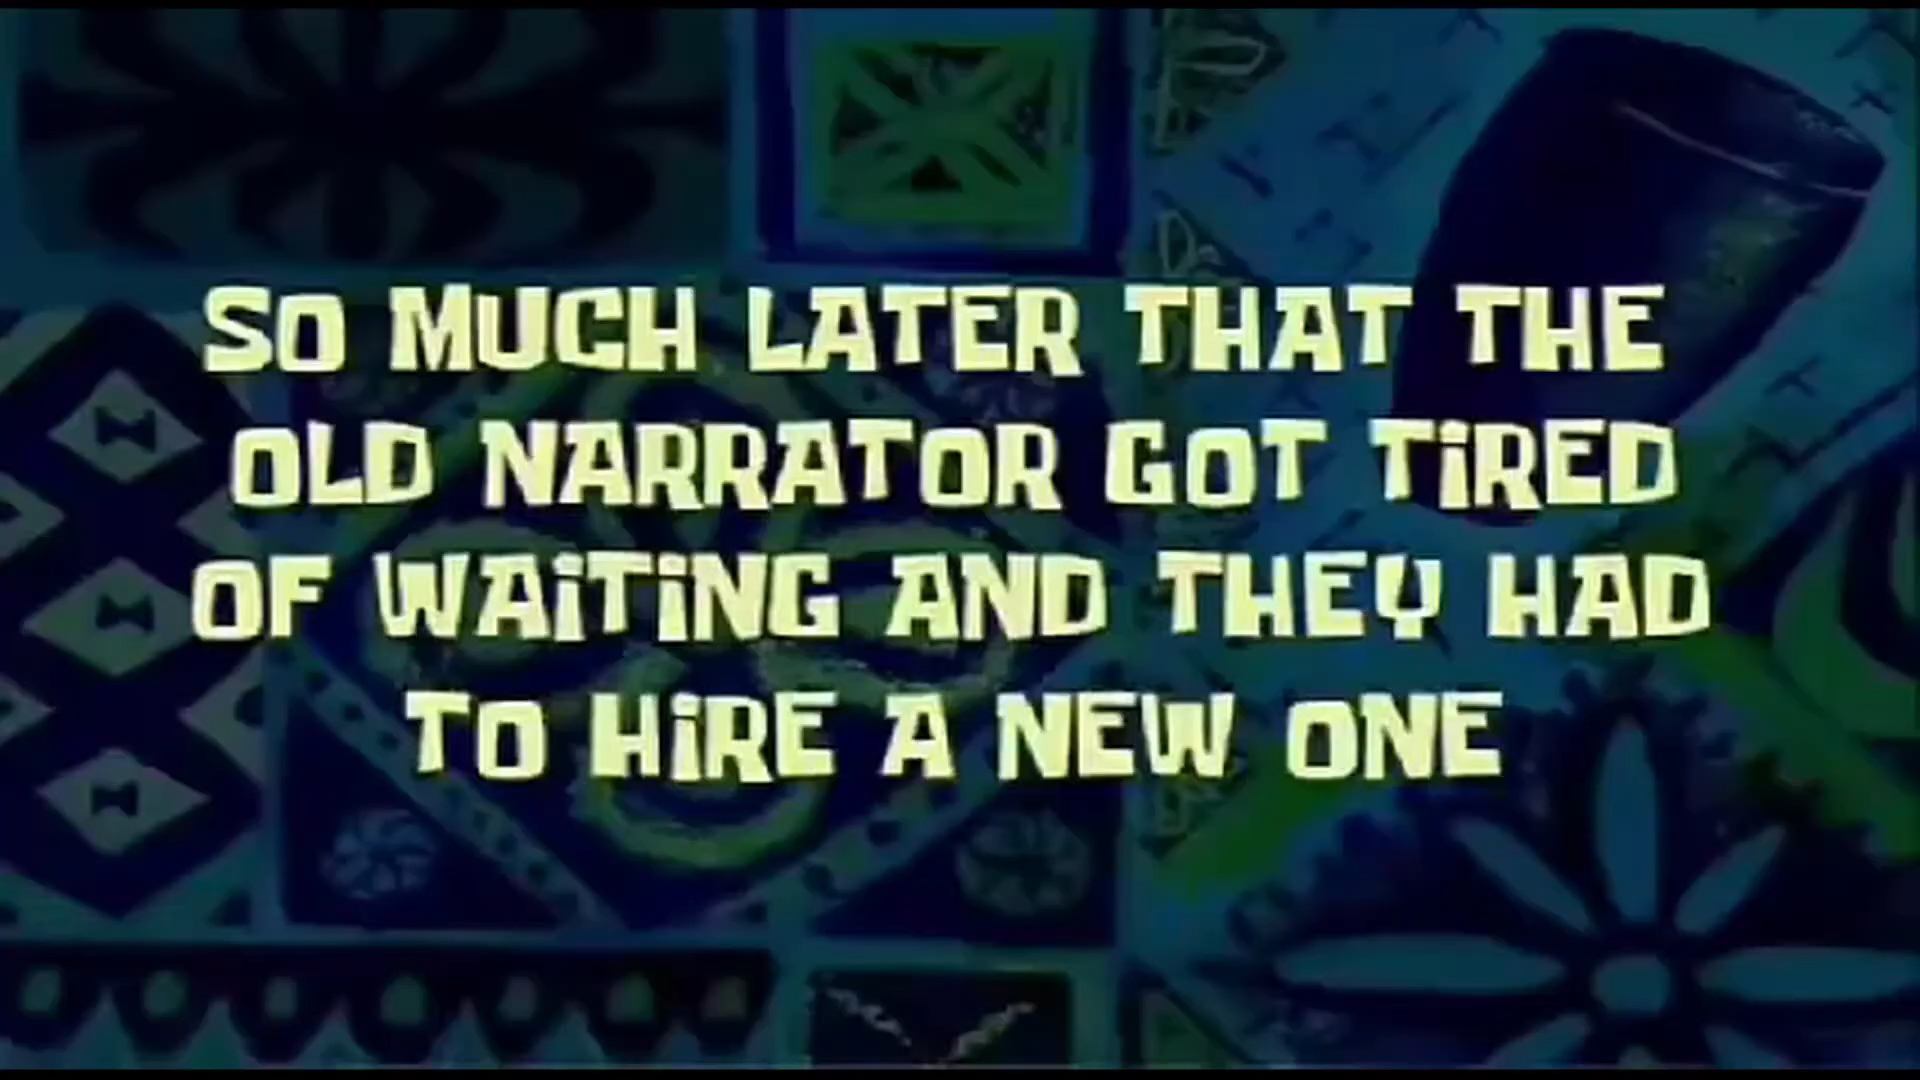 SO MUCH LATER THAT THE
OLD NARRATOR GOT TIRED
OF WAITING AND THEY HAD
TO HIRE A NEW ONE